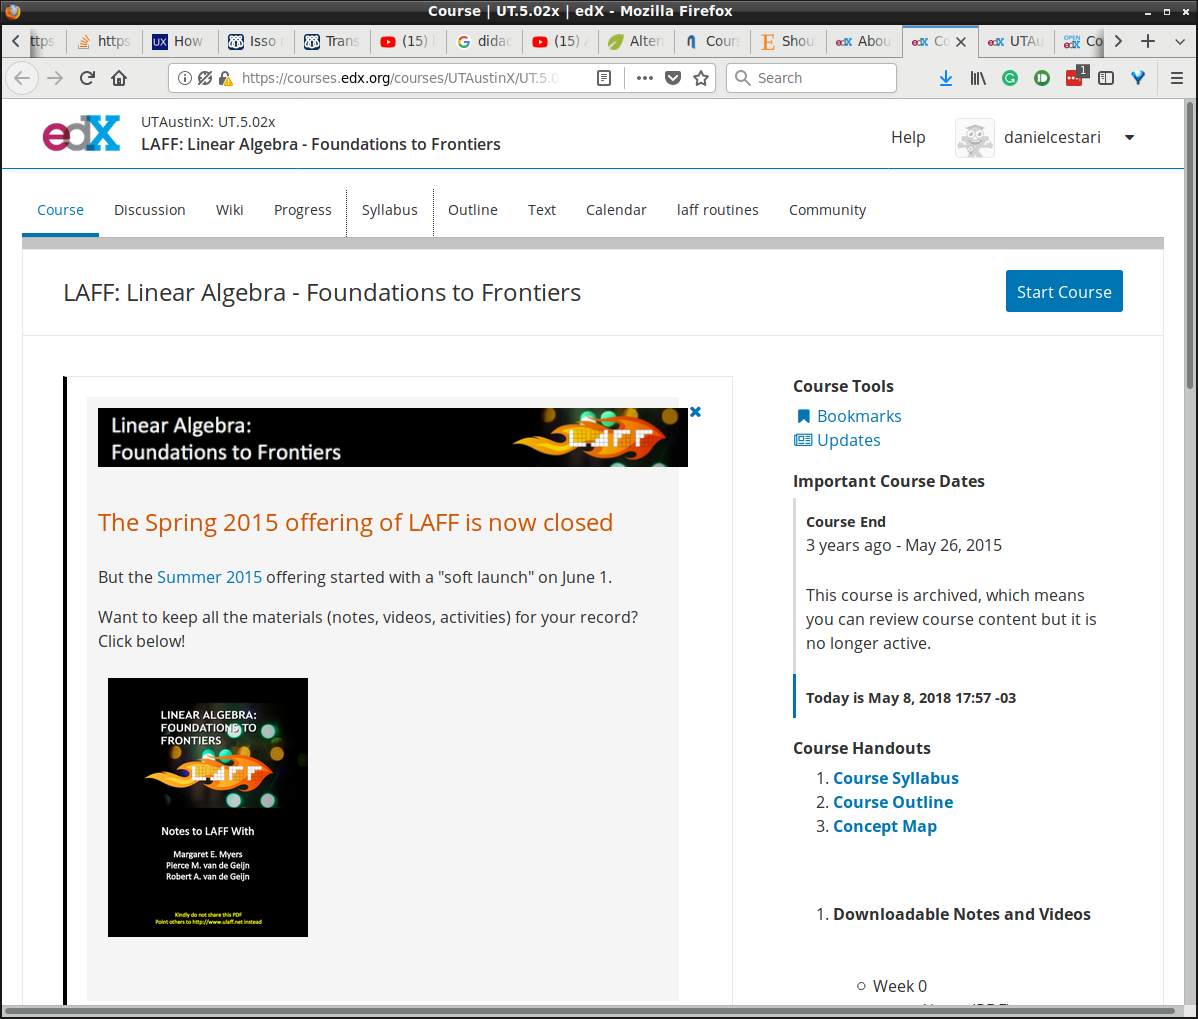 Course | UT.5.02x | edX - Mozilla Firefox
ttps
https
UX How
Isso
Trans
(15)
G didac
(15)
Alter
Cour
E Shou
edX Abou
edX Co
edX UTAu
OPEN edX Co
https://courses.edx.org/courses/UTAustinX/UT.5.0
Search
1
edX
UTAustinX: UT.5.02x
LAFF: Linear Algebra - Foundations to Frontiers
Help
danielcestari
Course
Discussion
Wiki
Progress
Syllabus
Outline
Text
Calendar
laff routines
Community
LAFF: Linear Algebra - Foundations to Frontiers
Start Course
Linear Algebra:
Foundations to Frontiers
LAFF
The Spring 2015 offering of LAFF is now closed
But the Summer 2015 offering started with a "soft launch" on June 1.
Want to keep all the materials (notes, videos, activities) for your record?
Click below!
LINEAR ALGEBRA:
FOUNDATIONS TO
FRONTIERS
LAFF
Notes to LAFF With
Margaret E. Myers
Pierce M. van de Geijn
Robert A. van de Geijn
Kindly do not share this PDF
Point others to http://www.ulaff.net instead
Course Tools
Bookmarks
Updates
Important Course Dates
Course End
3 years ago - May 26, 2015
This course is archived, which means
you can review course content but it is
no longer active.
Today is May 8, 2018 17:57 -03
Course Handouts
1. Course Syllabus
2. Course Outline
3. Concept Map
1. Downloadable Notes and Videos
Week 0